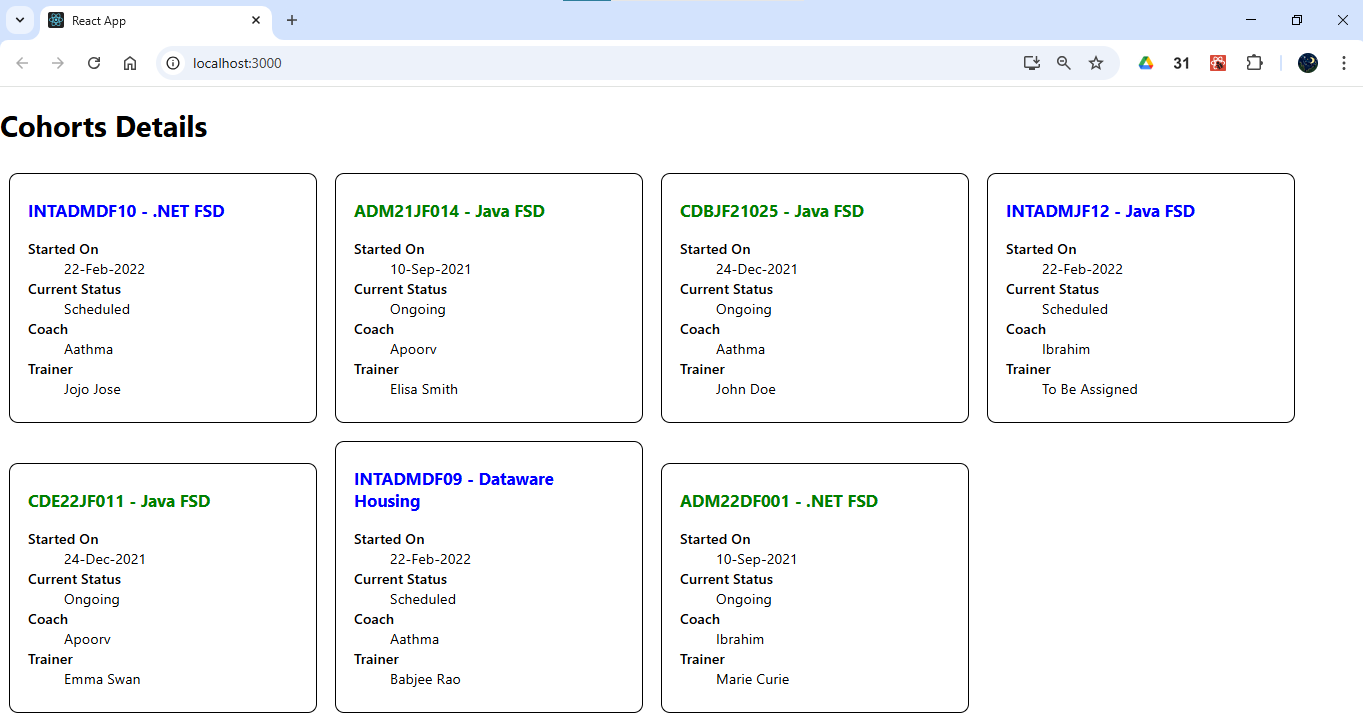 React App
localhost:3000
31
Cohorts Details
INTADMDF10 - .NET FSD
Started On
22-Feb-2022
Current Status
Scheduled
Coach
Aathma
Trainer
Jojo Jose
ADM21JF014 - Java FSD
Started On
10-Sep-2021
Current Status
Ongoing
Coach
Apoorv
Trainer
Elisa Smith
CDBJF21025 - Java FSD
Started On
24-Dec-2021
Current Status
Ongoing
Coach
Aathma
Trainer
John Doe
INTADMJF12 - Java FSD
Started On
22-Feb-2022
Current Status
Scheduled
Coach
Ibrahim
Trainer
To Be Assigned
CDE22JF011 - Java FSD
Started On
24-Dec-2021
Current Status
Ongoing
Coach
Apoorv
Trainer
Emma Swan
INTADMDF09 - Dataware
Housing
Started On
22-Feb-2022
Current Status
Scheduled
Coach
Aathma
Trainer
Babjee Rao
ADM22DF001 - .NET FSD
Started On
10-Sep-2021
Current Status
Ongoing
Coach
Ibrahim
Trainer
Marie Curie